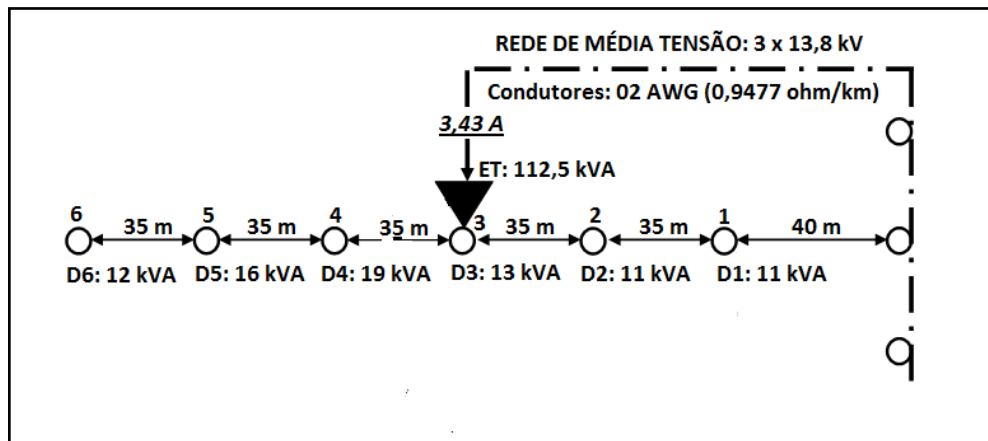 REDE DE MÉDIA TENSÃO: 3 x 13,8 kV
Condutores: 02 AWG (0,9477 ohm/km)
3,43 A
ET: 112,5 kVA
6 35 m 5 35 m 4 35 m 3 35 m 2 35 m 1 40 m
D6: 12 kVA D5: 16 kVA D4: 19 kVA D3: 13 kVA D2: 11 kVA D1: 11 kVA